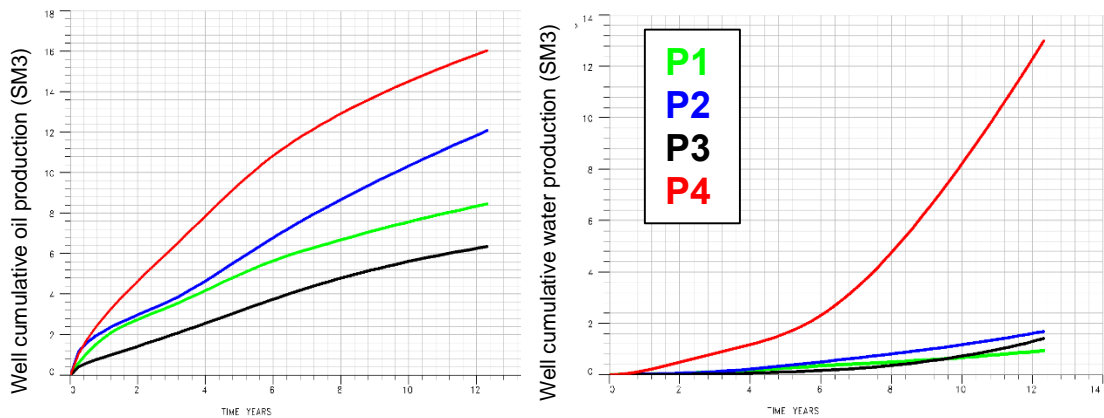 Well cumulative oil production (SM3)
18
16
14
12
10
8
6
4
2
0
0 2 4 6 8 10 12
TIME YEARS
Well cumulative water production (SM3)
14
12
10
8
6
4
2
0
0 2 4 6 8 10 12 14
TIME YEARS
P1
P2
P3
P4